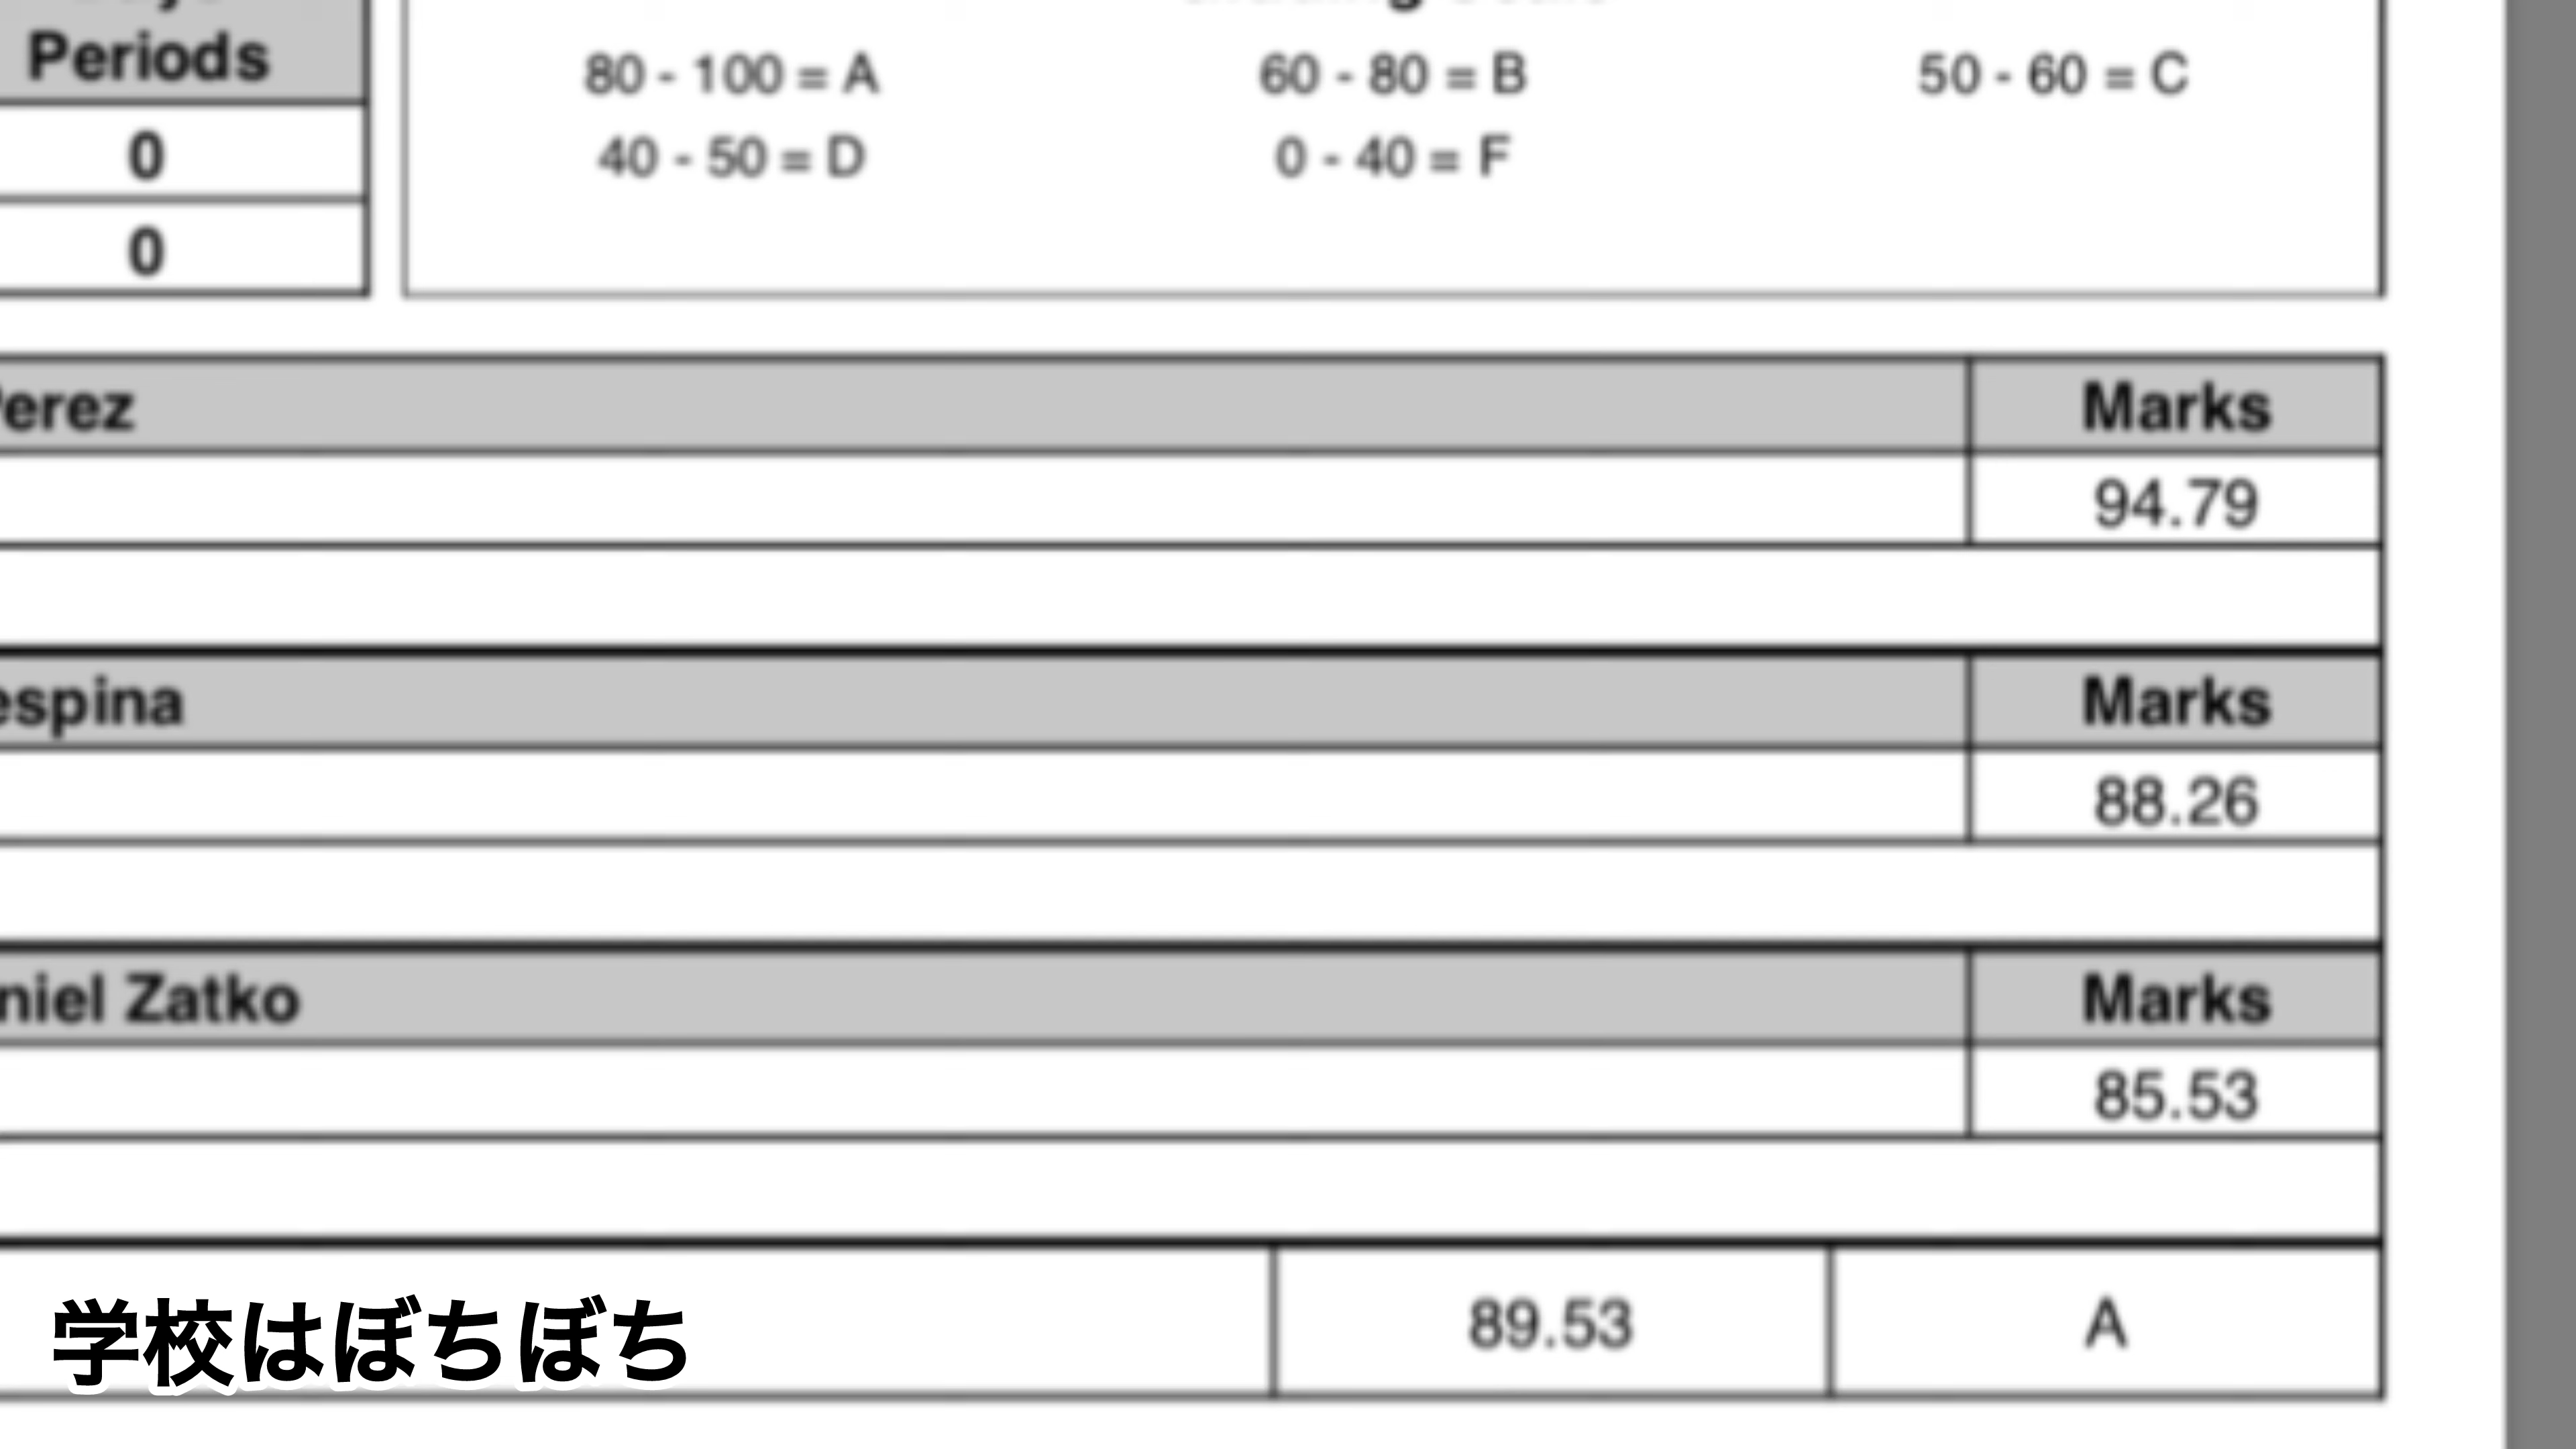 Periods
80 - 100 = A 60 - 80 = B 50 - 60 = C
0
40 - 50 = D 0 - 40 = F
0
erez Marks
94.79
espina Marks
88.26
niel Zatko Marks
85.53
学校はぼちぼち 89.53 A